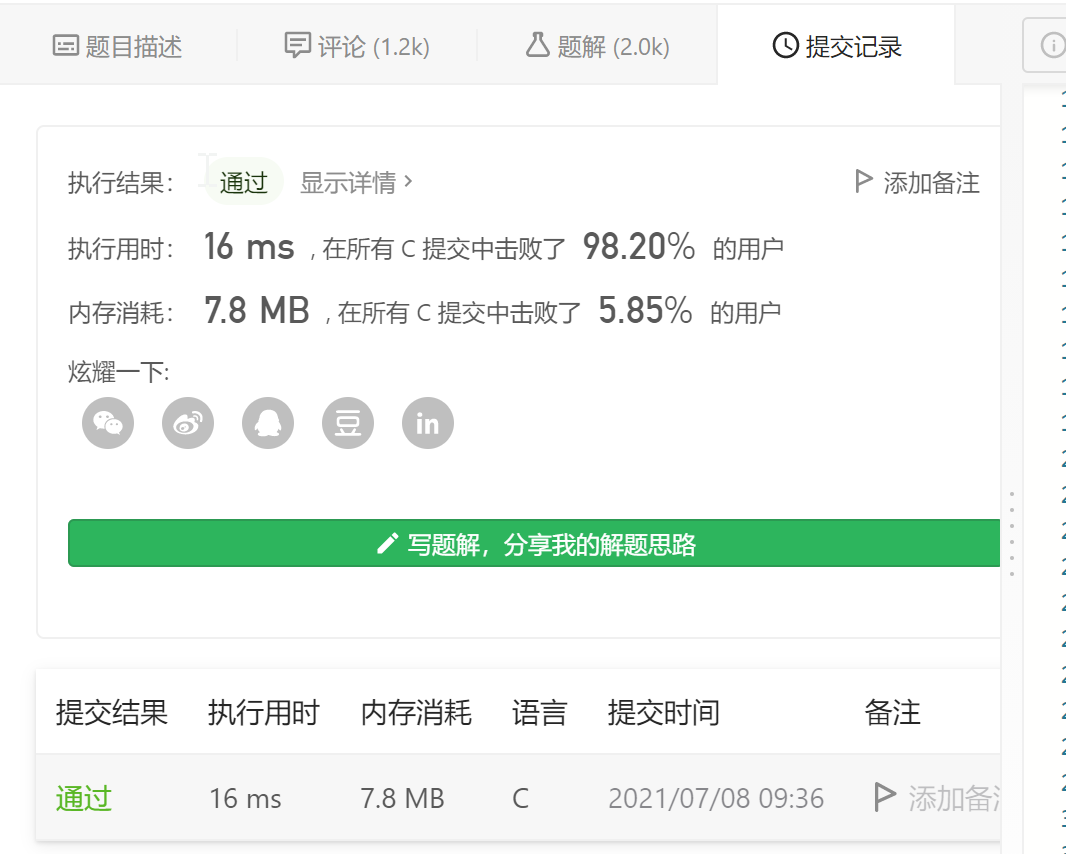 题目描述 评论 (1.2k) 题解 (2.0k) 提交记录
执行结果： 通过 显示详情 › 添加备注
执行用时： 16 ms , 在所有 C 提交中击败了 98.20% 的用户
内存消耗： 7.8 MB , 在所有 C 提交中击败了 5.85% 的用户
炫耀一下:
写题解，分享我的解题思路
提交结果 执行用时 内存消耗 语言 提交时间 备注
通过 16 ms 7.8 MB C 2021/07/08 09:36 添加备